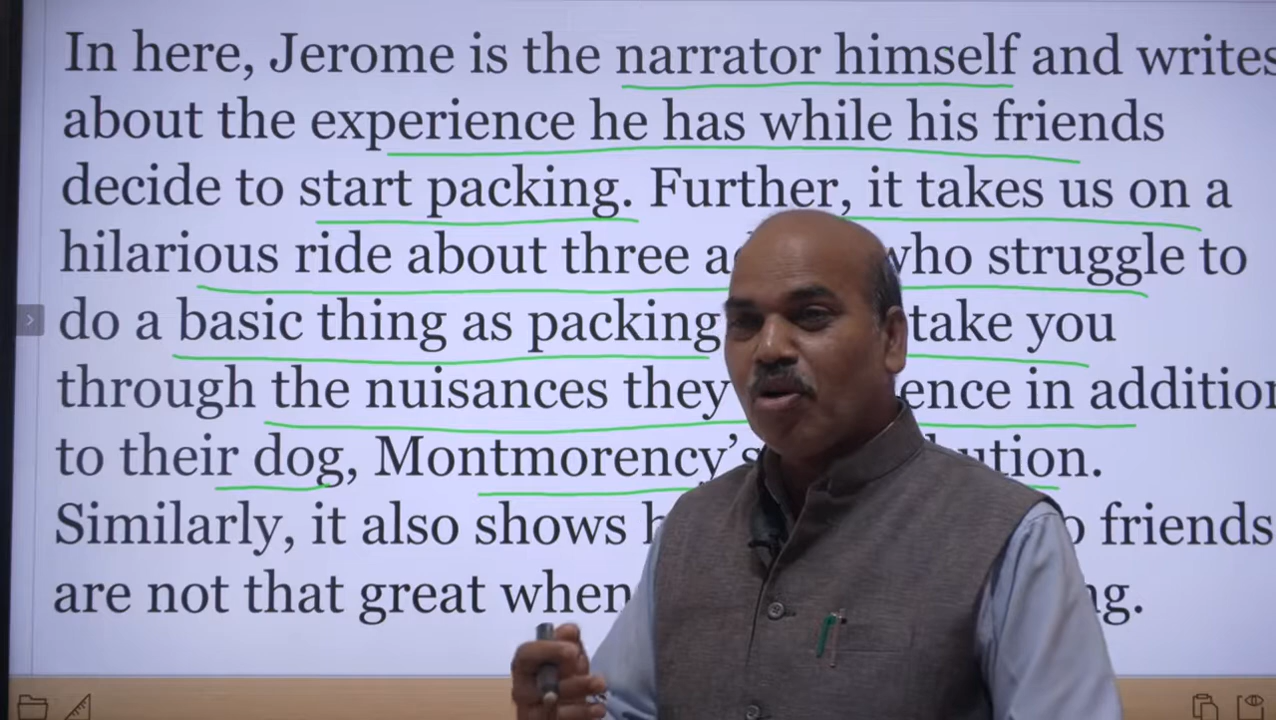 In here, Jerome is the narrator himself and writes
about the experience he has while his friends
decide to start packing. Further, it takes us on a
hilarious ride about three who struggle to
do a basic thing as packing take you
through the nuisances they in addition
to their dog, Montmorency's
Similarly, it also shows friends
are not that great when